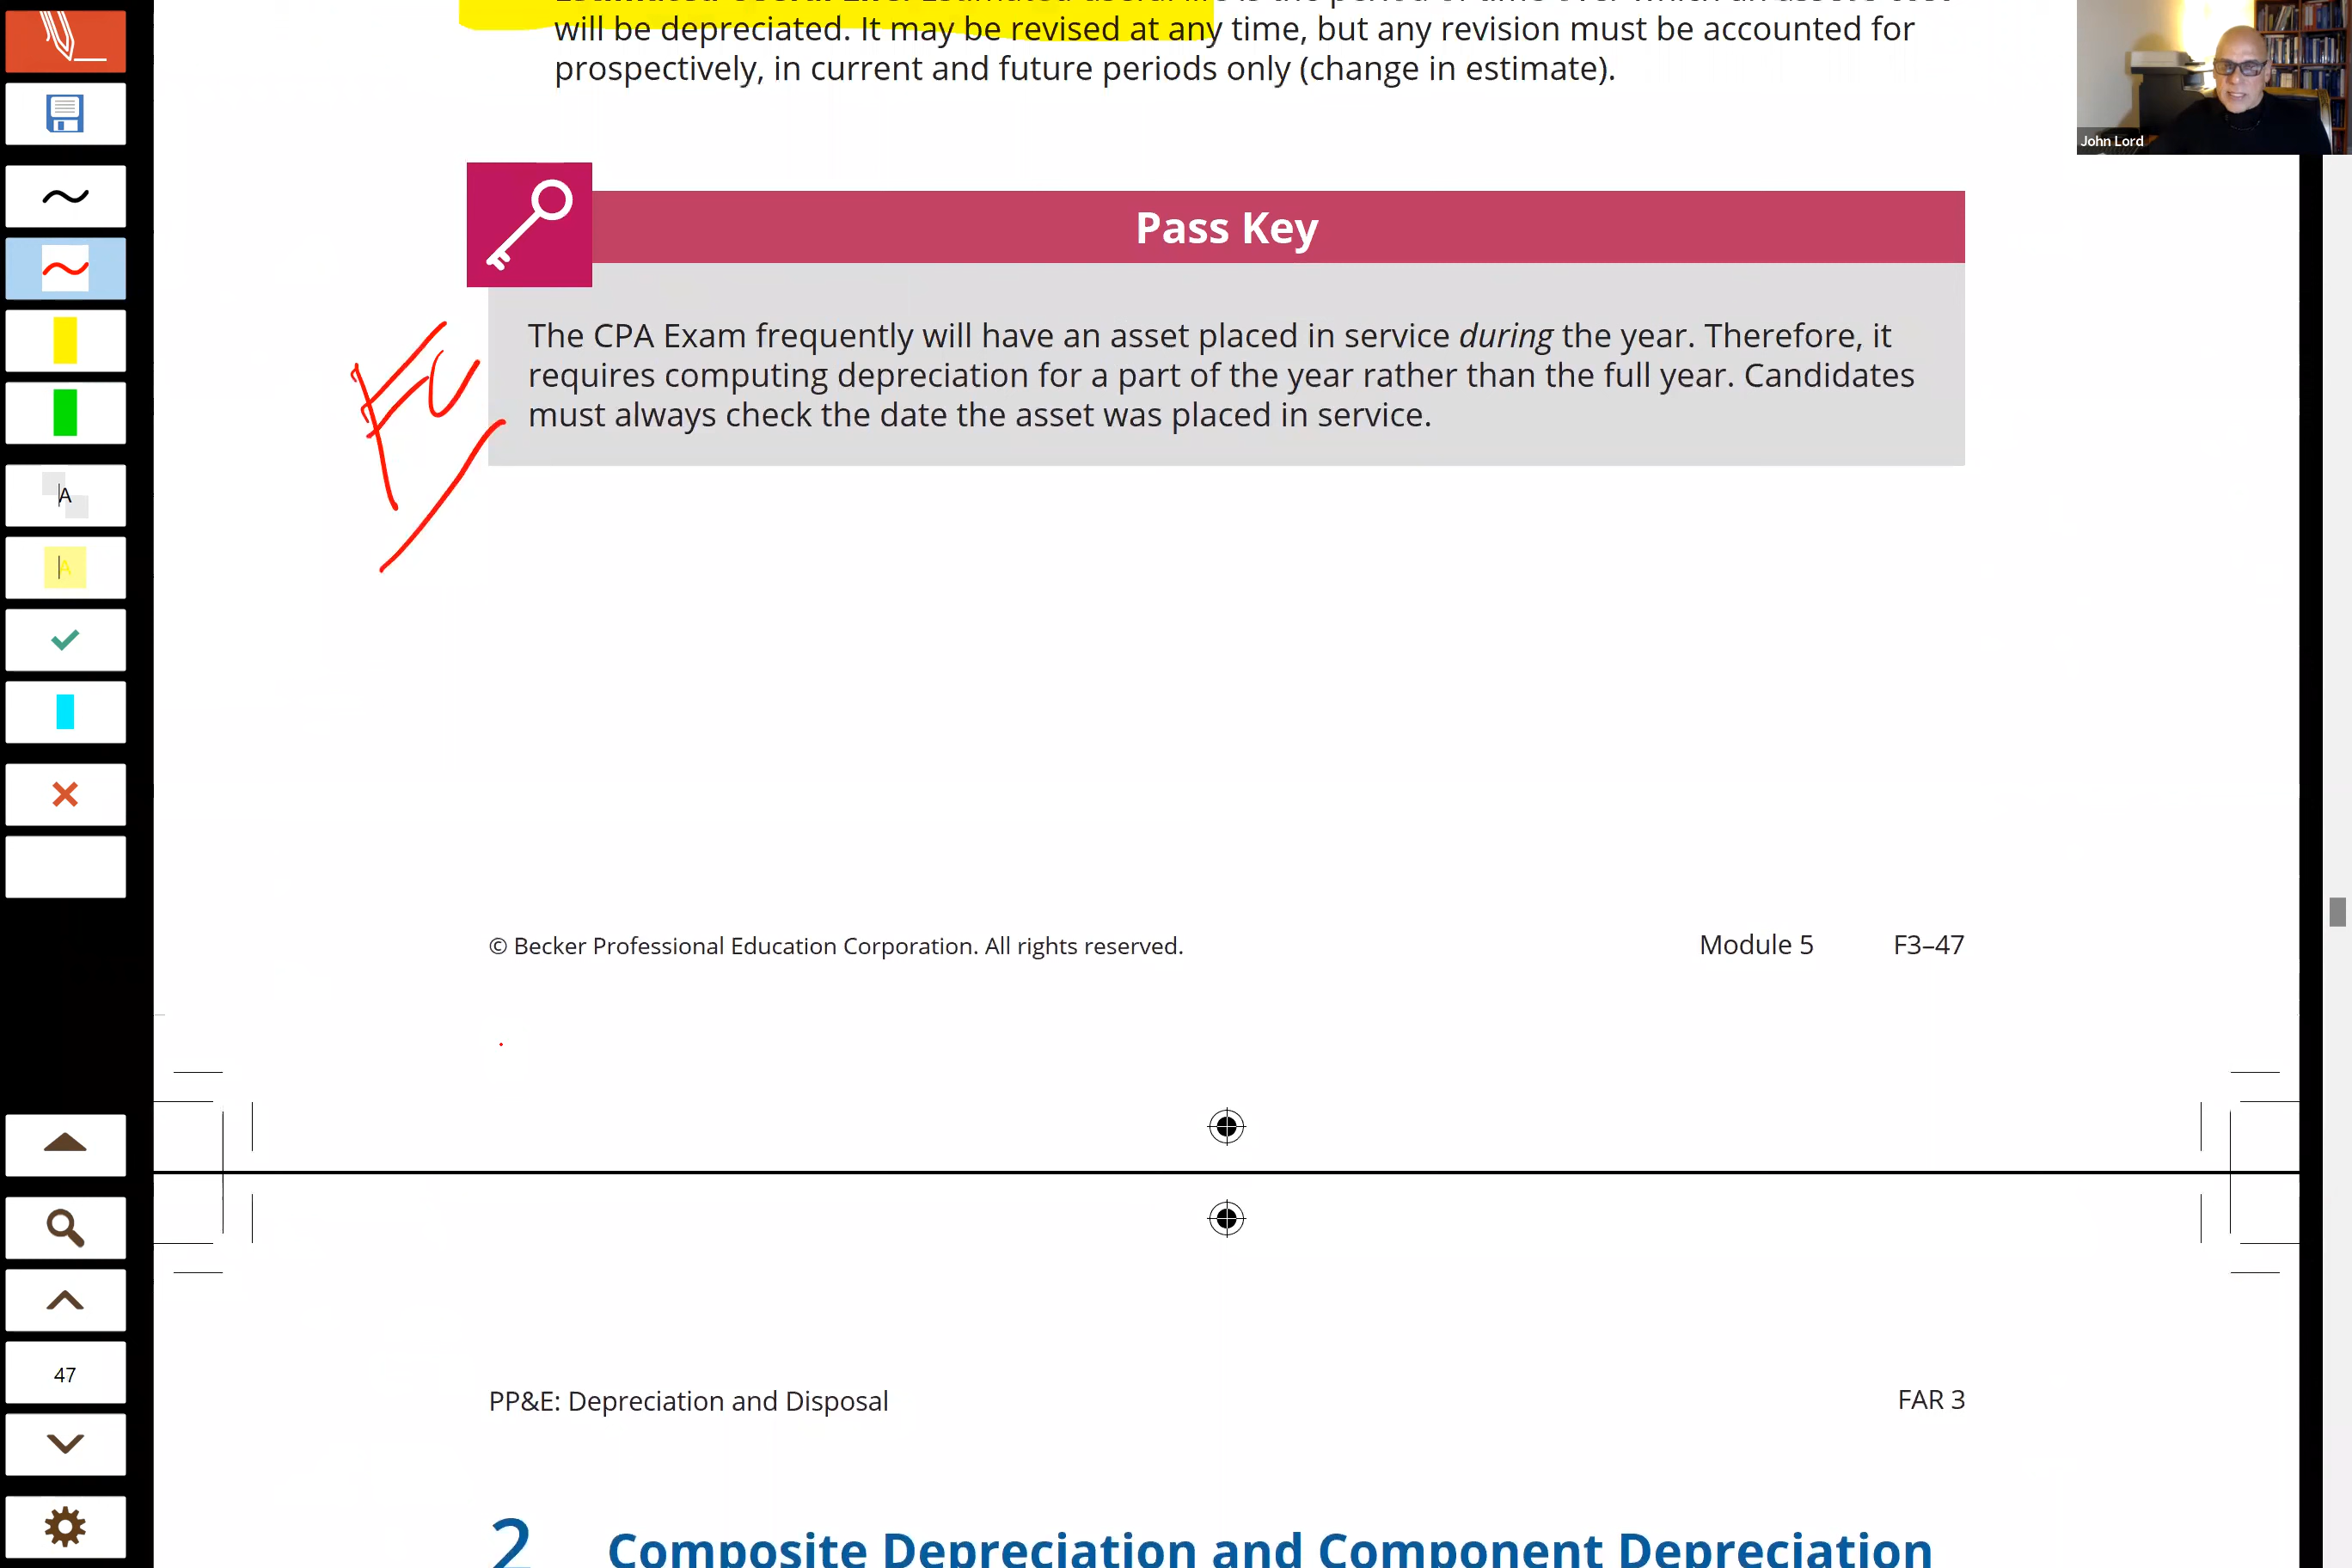 will be depreciated. It may be revised at any time, but any revision must be accounted for
prospectively, in current and future periods only (change in estimate).
John Lord
Pass Key
The CPA Exam frequently will have an asset placed in service during the year. Therefore, it
requires computing depreciation for a part of the year rather than the full year. Candidates
must always check the date the asset was placed in service.
A
A
© Becker Professional Education Corporation. All rights reserved.
Module 5 F3–47
47
PP&E: Depreciation and Disposal
FAR 3
2 Composite Depreciation and Component Depreciation